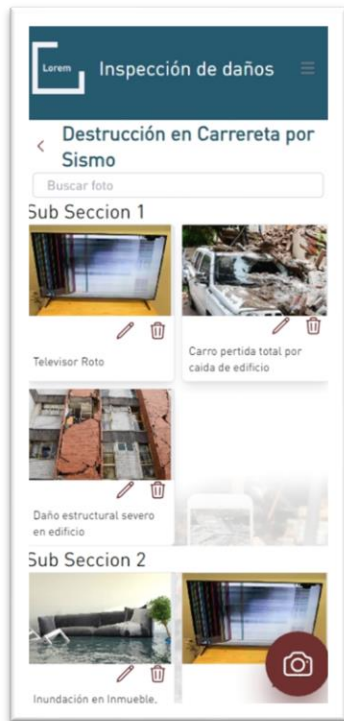 Lorem
Inspección de daños
Destrucción en Carrereta por
Sismo
Buscar foto
Sub Seccion 1
Televisor Roto
Carro pertida total por
caida de edificio
Daño estructural severo
en edificio
Sub Seccion 2
Inundación en Inmueble,